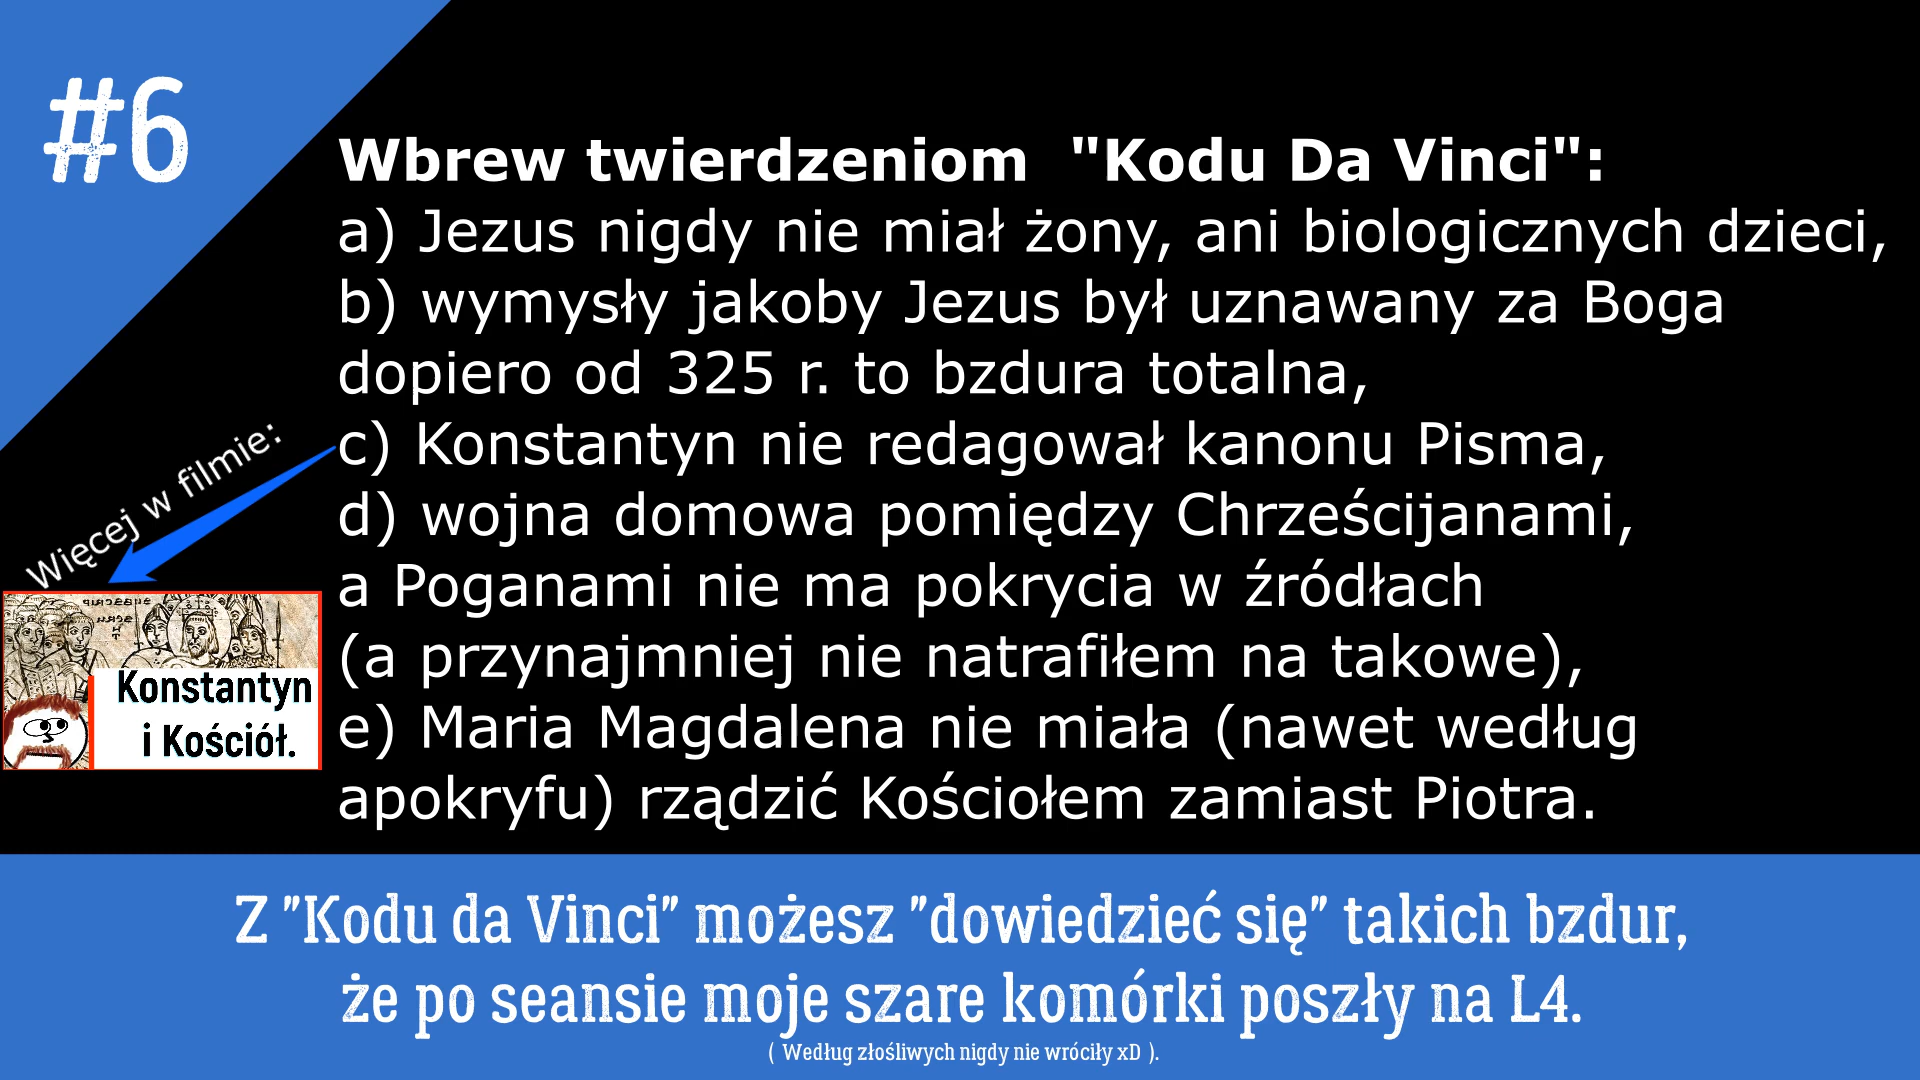 #6
Wbrew twierdzeniom "Kodu Da Vinci":
a) Jezus nigdy nie miał żony, ani biologicznych dzieci,
b) wymysły jakoby Jezus był uznawany za Boga
dopiero od 325 r. to bzdura totalna,
c) Konstantyn nie redagował kanonu Pisma,
d) wojna domowa pomiędzy Chrześcijanami,
a Poganami nie ma pokrycia w źródłach
(a przynajmniej nie natrafiłem na takowe),
e) Maria Magdalena nie miała (nawet według
apokryfu) rządzić Kościołem zamiast Piotra.
Więcej w filmie:
Konstantyn
i Kościół.
Z "Kodu da Vinci" możesz "dowiedzieć się" takich bzdur,
że po seansie moje szare komórki poszły na L4.
( Według złośliwych nigdy nie wróciły xD ).